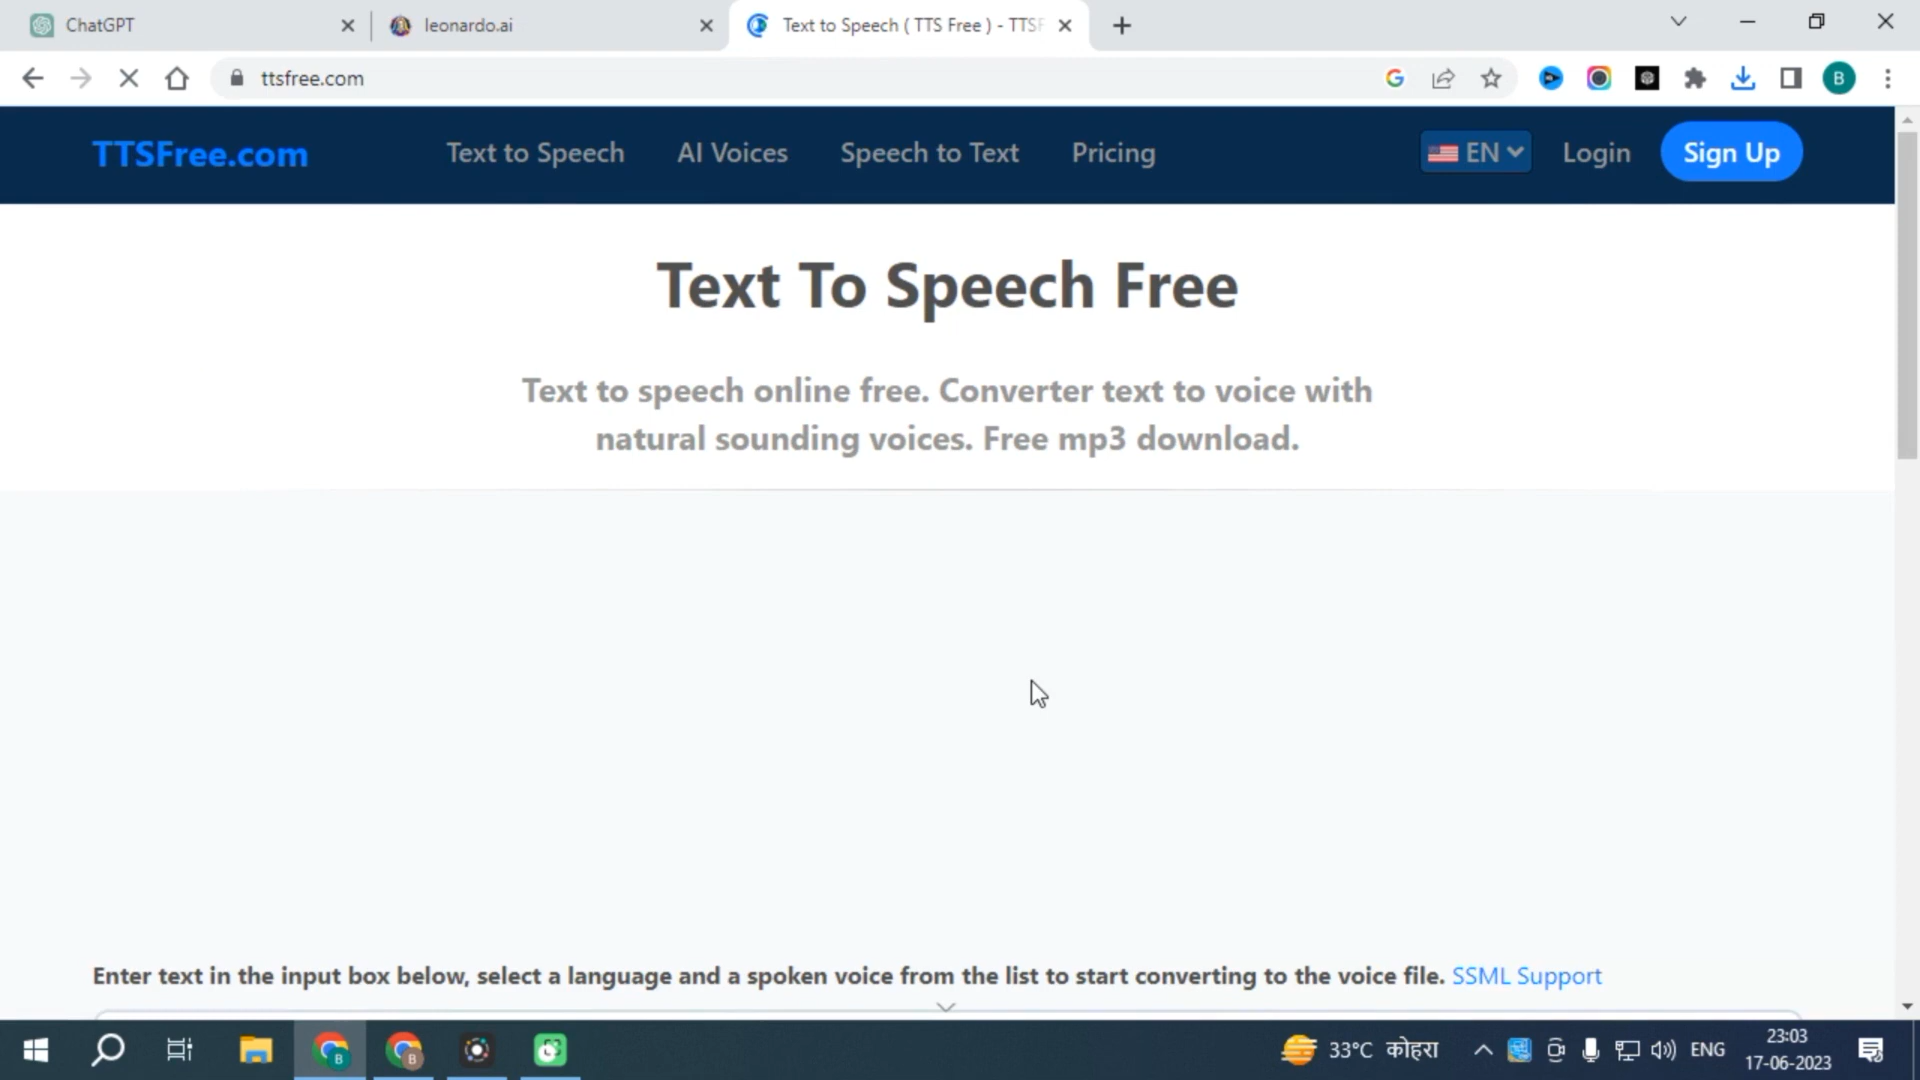 ChatGPT
leonardo.ai
Text to Speech ( TTS Free ) - TTSF
ttsfree.com
B
TTSFree.com
Text to Speech
AI Voices
Speech to Text
Pricing
EN
Login
Sign Up
Text To Speech Free
Text to speech online free. Converter text to voice with
natural sounding voices. Free mp3 download.
Enter text in the input box below, select a language and a spoken voice from the list to start converting to the voice file. SSML Support
B
B
33°C कोहरा
ENG
23:03
17-06-2023